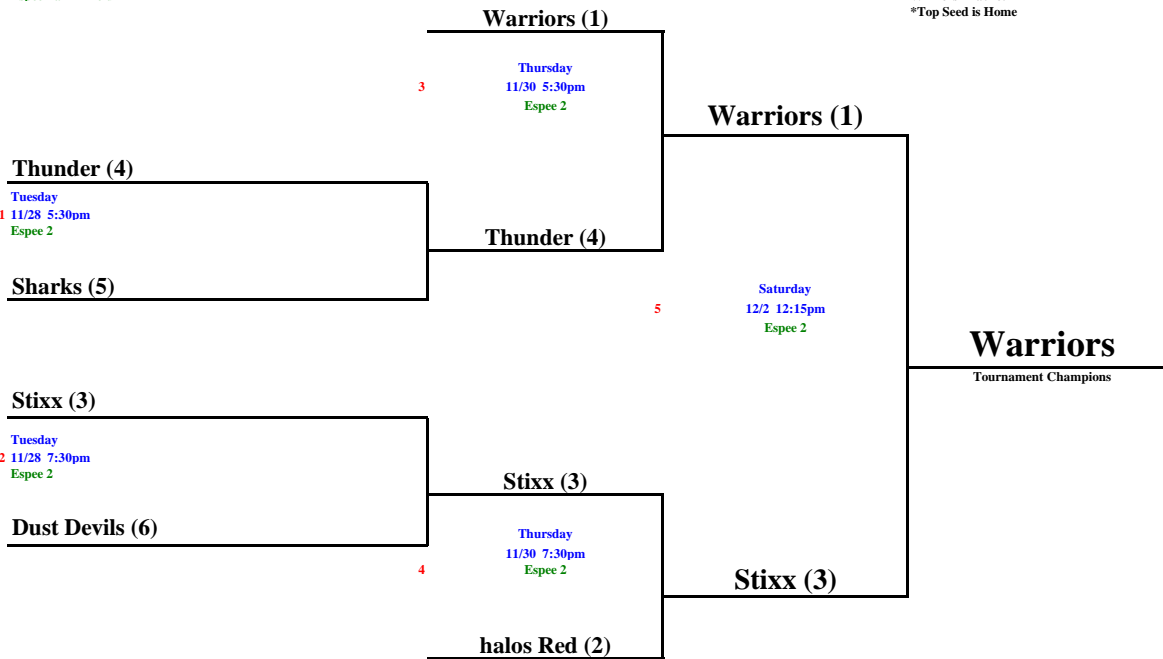 Warriors (1)
*Top Seed is Home
Thursday
3 11/30 5:30pm
Espee 2
Warriors (1)
Thunder (4)
Tuesday
1 11/28 5:30pm
Espee 2
Thunder (4)
Sharks (5)
Saturday
5 12/2 12:15pm
Espee 2
Warriors
Tournament Champions
Stixx (3)
Tuesday
2 11/28 7:30pm
Espee 2
Stixx (3)
Dust Devils (6)
Thursday
11/30 7:30pm
4 Espee 2
Stixx (3)
halos Red (2)